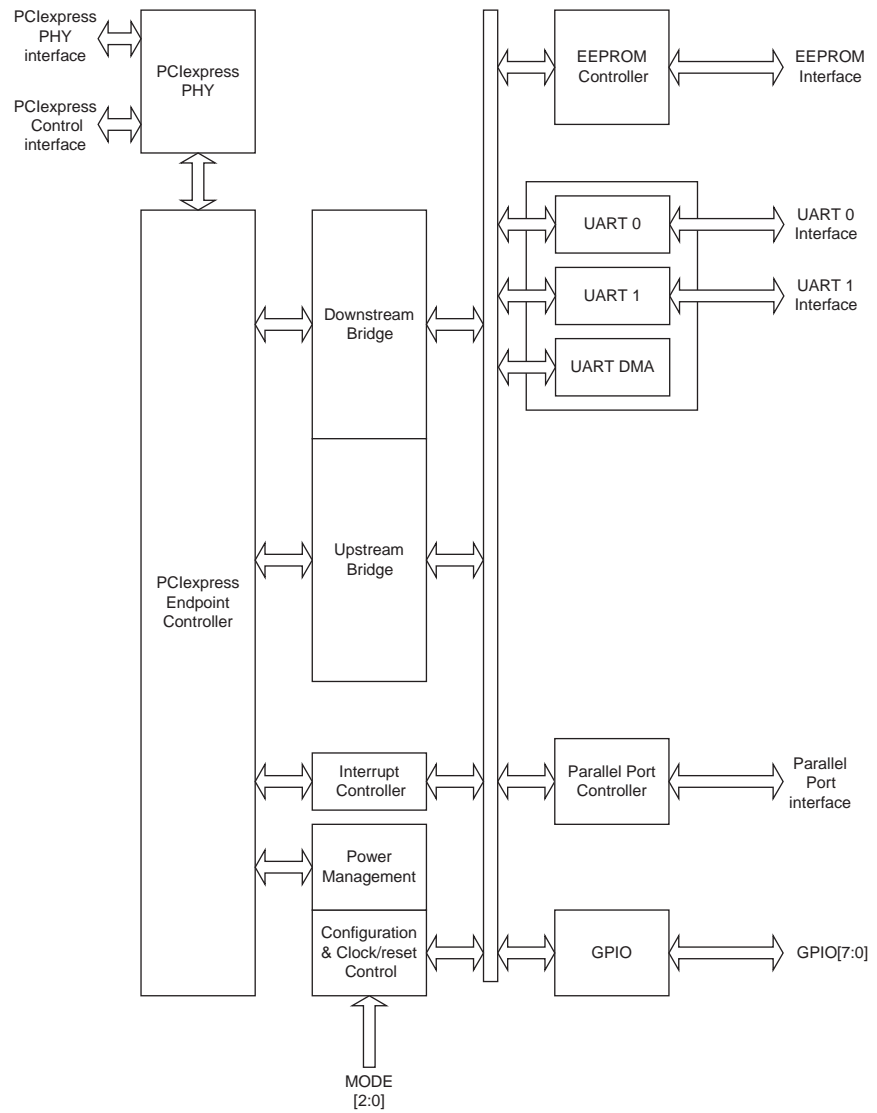 PCIexpress
PHY
interface
PCIexpress
Control
interface
PCIexpress
PHY
EEPROM
Controller
EEPROM
Interface
UART 0
UART 0
Interface
UART 1
UART 1
Interface
UART DMA
Downstream
Bridge
Upstream
Bridge
PCIexpress
Endpoint
Controller
Interrupt
Controller
Parallel Port
Controller
Parallel
Port
interface
Power
Management
Configuration
& Clock/reset
Control
GPIO
GPIO[7:0]
MODE
[2:0]